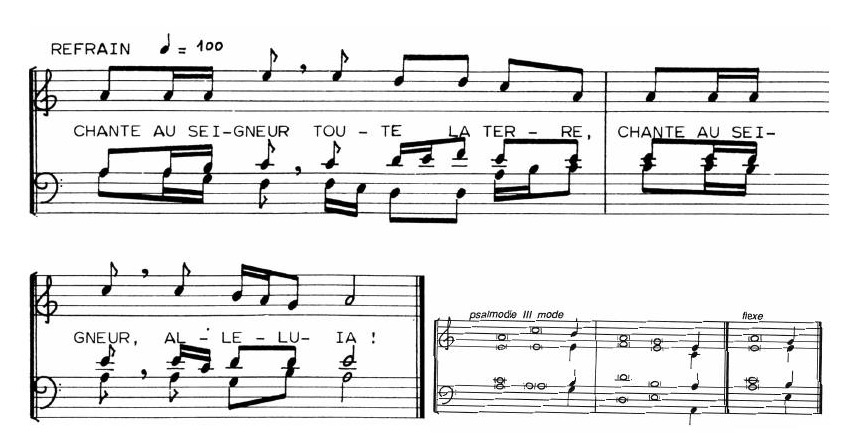 REFRAIN ♩ = 100
CHANTE AU SEI-GNEUR TOU - TE LA TER - RE, CHANTE AU SEI-
GNEUR, AL - LE - LU - IA !
psalmodie III mode
flexe